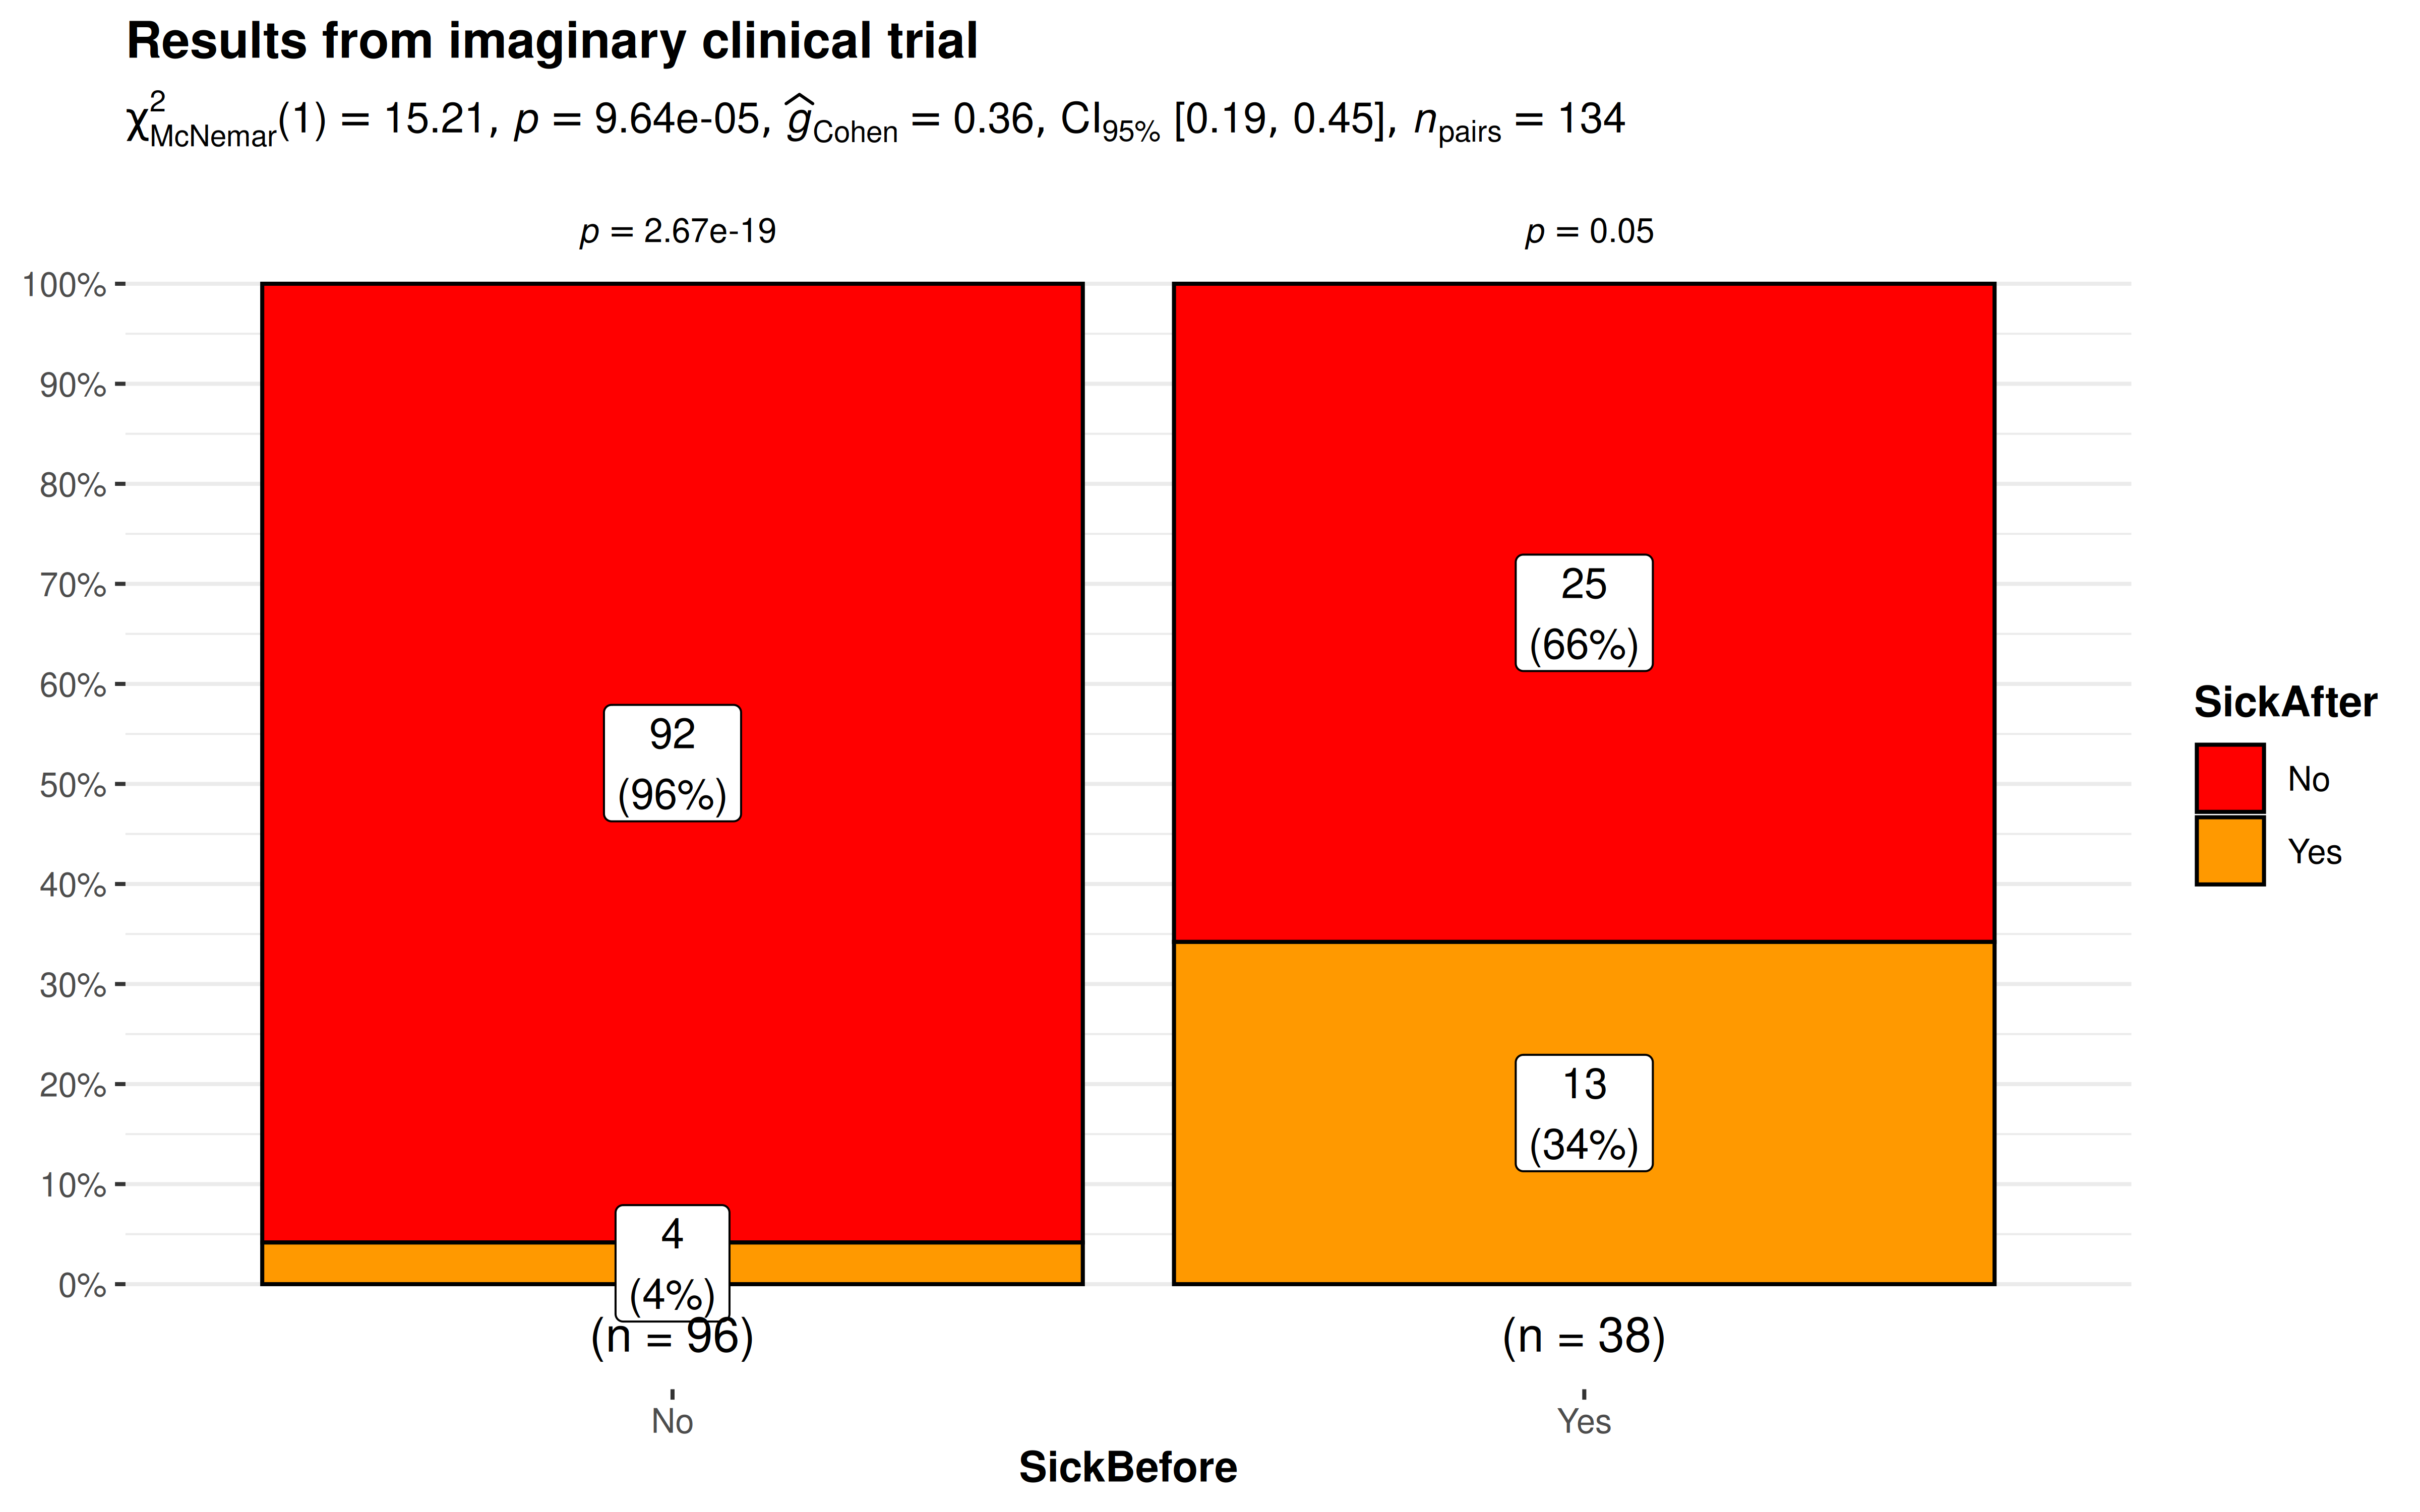 Results from imaginary clinical trial
χ²McNemar(1) = 15.21, p = 9.64e-05, ĝCohen = 0.36, CI95% [0.19, 0.45], npairs = 134
p = 2.67e-19
p = 0.05
100%
90%
80%
70%
60%
50%
40%
30%
20%
10%
0%
92
(96%)
4
(4%)
(n = 96)
25
(66%)
13
(34%)
(n = 38)
No
Yes
SickBefore
SickAfter
No
Yes